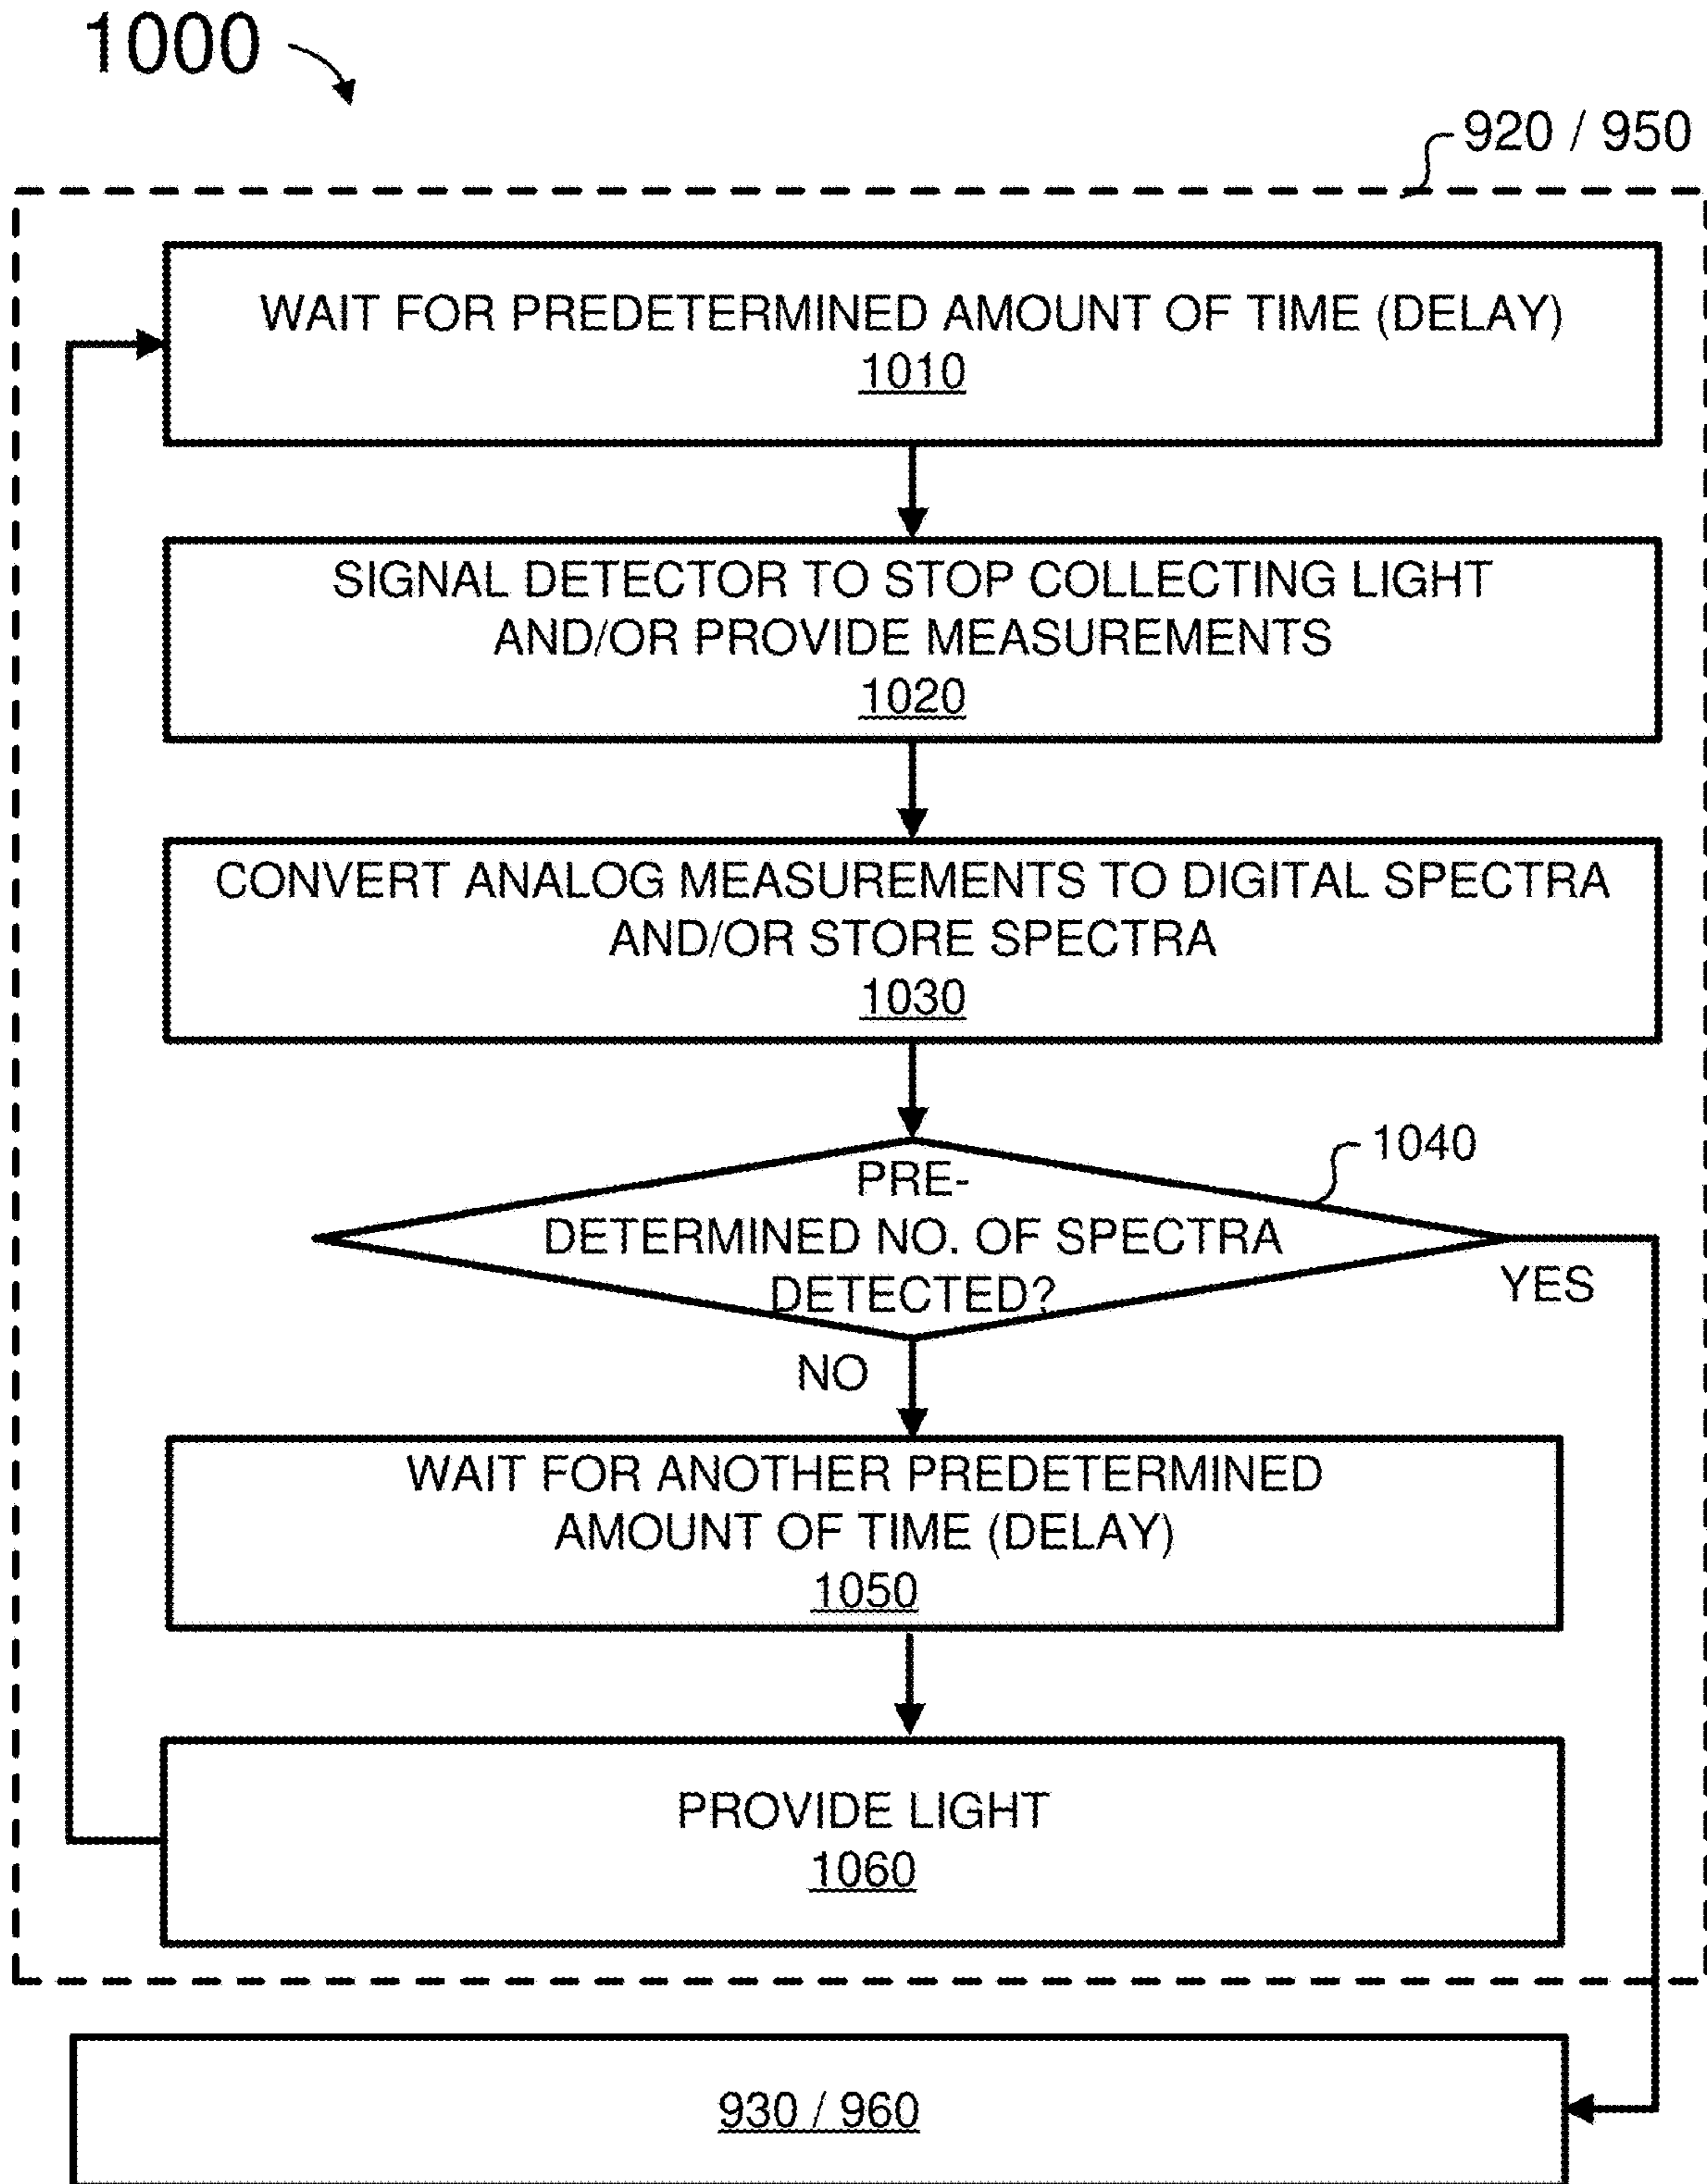 1000
920 / 950
WAIT FOR PREDETERMINED AMOUNT OF TIME (DELAY)
1010
SIGNAL DETECTOR TO STOP COLLECTING LIGHT
AND/OR PROVIDE MEASUREMENTS
1020
CONVERT ANALOG MEASUREMENTS TO DIGITAL SPECTRA
AND/OR STORE SPECTRA
1030
1040
PRE-
DETERMINED NO. OF SPECTRA
DETECTED?
YES
NO
WAIT FOR ANOTHER PREDETERMINED
AMOUNT OF TIME (DELAY)
1050
PROVIDE LIGHT
1060
930 / 960